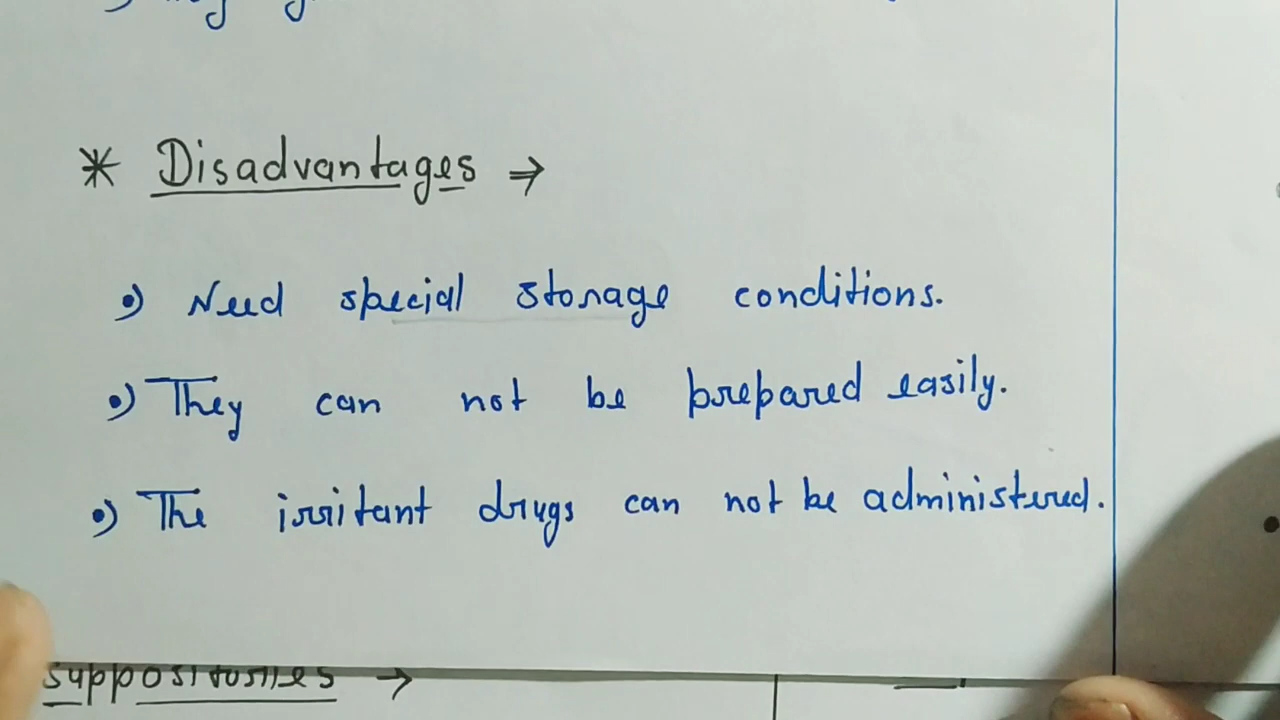 * Disadvantages ⇒
•) Need special storage conditions.
•) They can not be prepared easily.
•) The irritant drugs can not be administered.
suppositories →